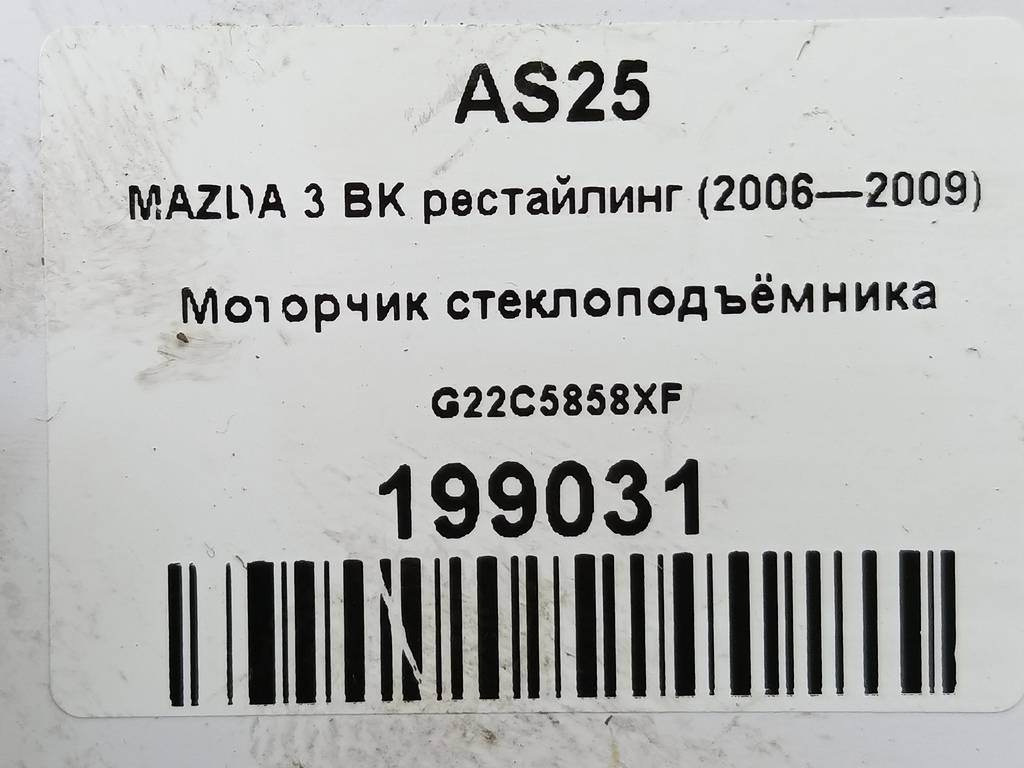 AS25
MAZDA 3 BK рестайлинг (2006—2009)
Моторчик стеклоподъёмника
G22C5858XF
199031